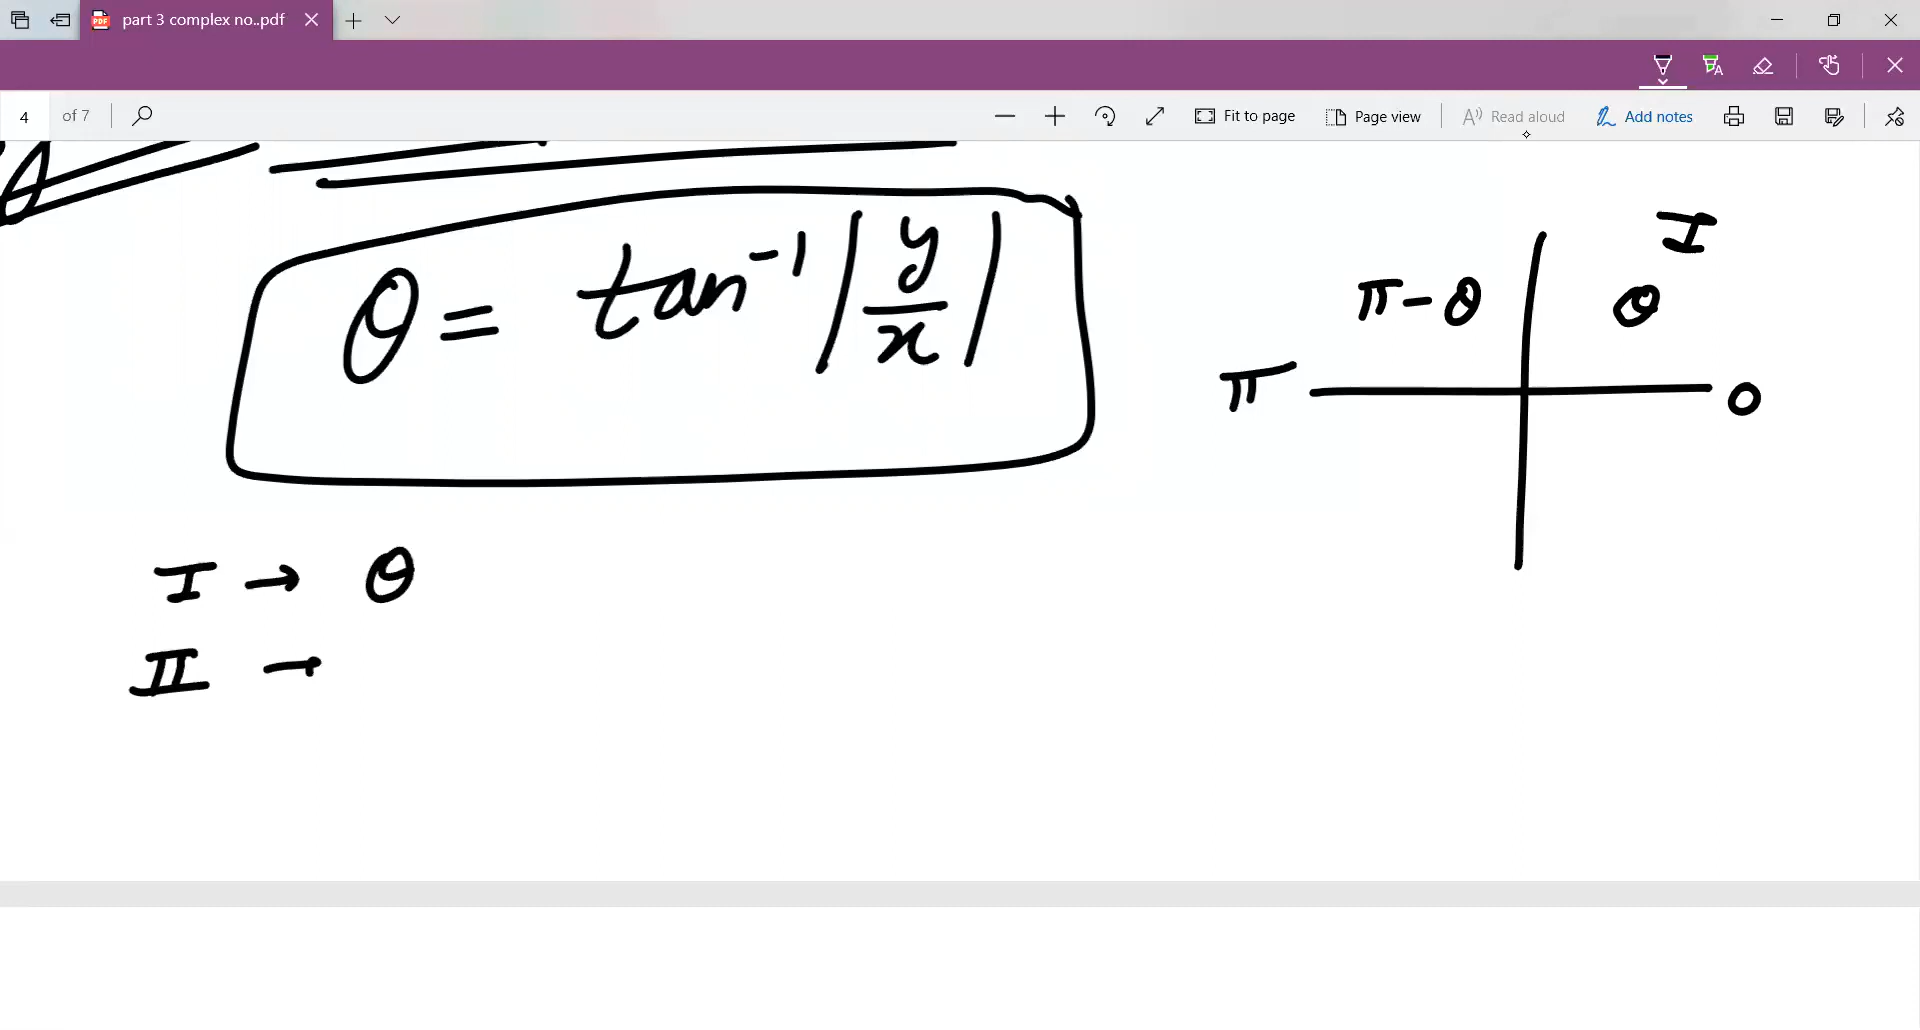 part 3 complex no..pdf
4 of 7
Fit to page
Page view
Read aloud
Add notes
θ = tan⁻¹ |y/x|
I
π - θ
θ
π
0
I → θ
II →